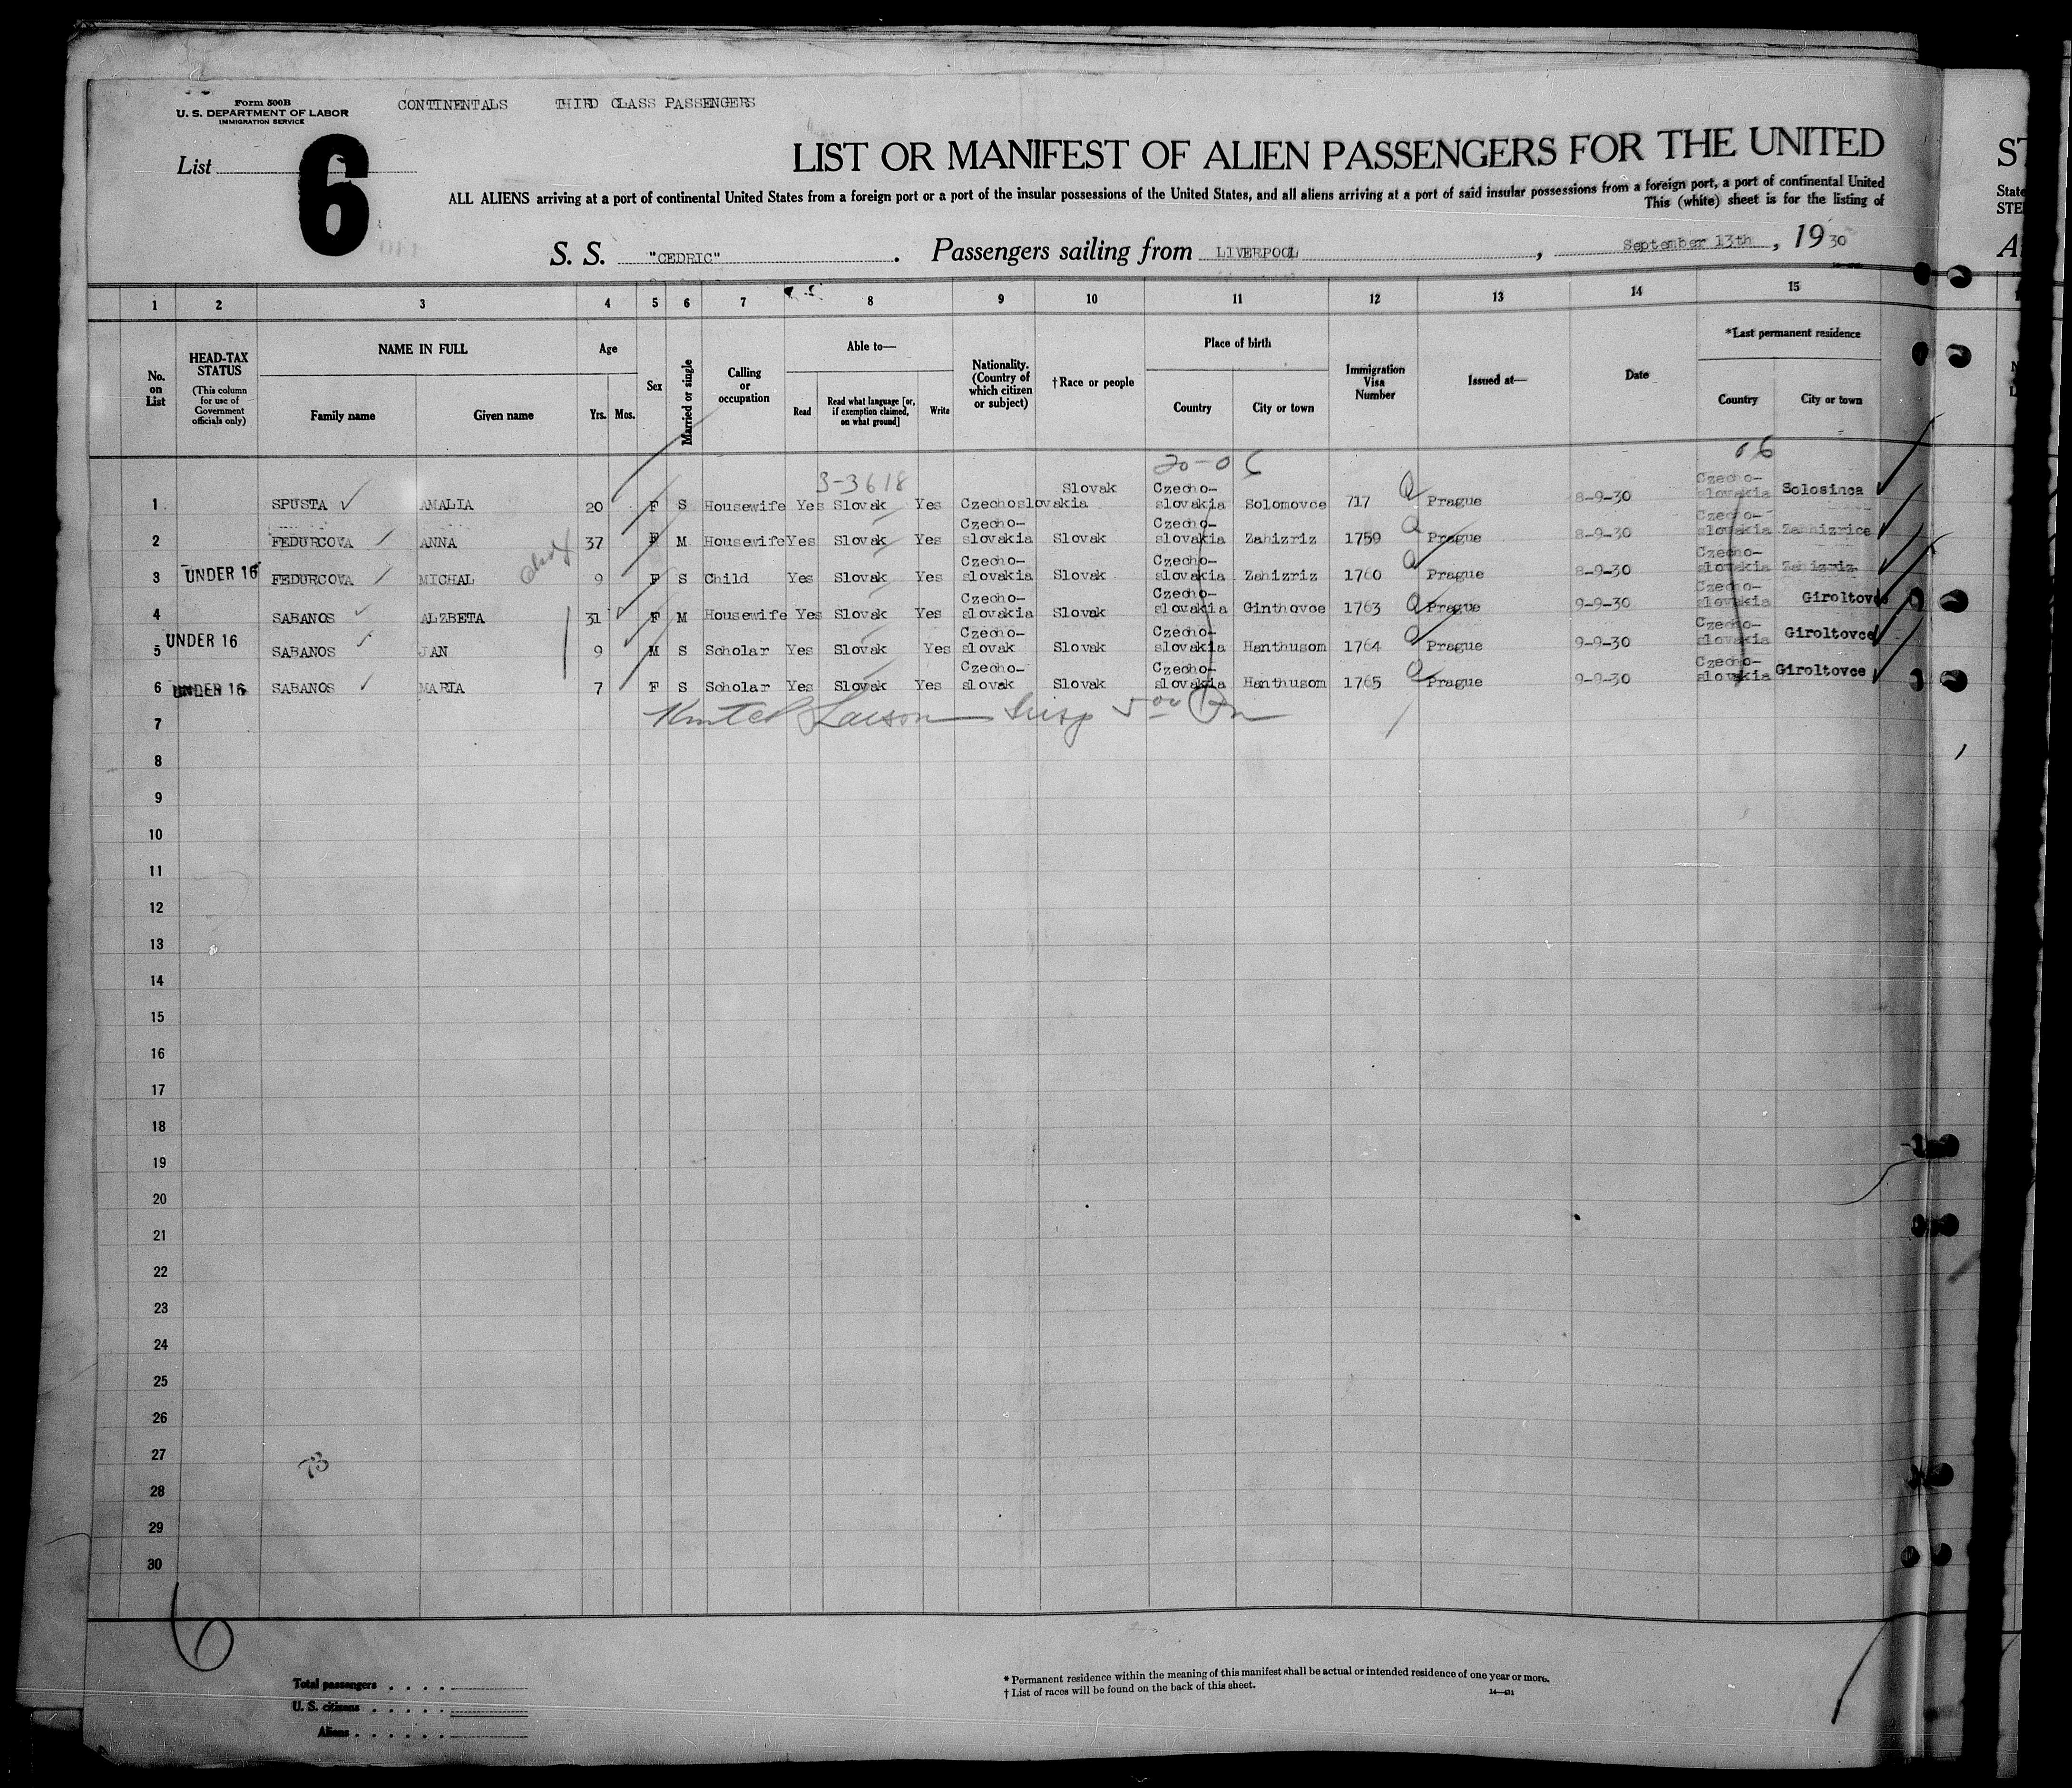 Form 500B
U. S. DEPARTMENT OF LABOR
IMMIGRATION SERVICE
CONTINENTALS THIRD CLASS PASSENGERS
List 6
LIST OR MANIFEST OF ALIEN PASSENGERS FOR THE UNITED
ALL ALIENS arriving at a port of continental United States from a foreign port or a port of the insular possessions of the United States, and all aliens arriving at a port of said insular possessions from a foreign port, a port of continental United
This (white) sheet is for the listing of
S. S. "CEDRIC". Passengers sailing from LIVERPOOL, September 13th, 19 30
1 2 3 4 5 6 7 8 9 10 11 12 13 14 15
No. on List
HEAD-TAX STATUS
(This column for use of Government officials only)
NAME IN FULL
Family name Given name
Age
Yrs. Mos.
Sex
Married or single
Calling or occupation
Able to—
Read
Read what language [or, if exemption claimed, on what ground]
Write
Nationality. (Country of which citizen or subject)
†Race or people
Place of birth
Country City or town
Immigration Visa Number
Issued at—
Date
*Last permanent residence
Country City or town
3-3618 20-06 06
1 SPUSTA AMALIA 20 F S Housewife Yes Slovak Yes Czechoslovakia Slovak Czecho-slovakia Solomovce 717 Prague 8-9-30 Czecho-slovakia Solosinca
2 FEDURCOVA ANNA 37 F M Housewife Yes Slovak Yes Czecho-slovakia Slovak Czecho-slovakia Zahizriz 1759 Prague 8-9-30 Czecho-slovakia Zahhizrice
3 UNDER 16 FEDURCOVA MICHAL 9 F S Child Yes Slovak Yes Czecho-slovakia Slovak Czecho-slovakia Zahizriz 1760 Prague 8-9-30 Czecho-slovakia Zahizriz
4 SABANOS ALZBETA 31 F M Housewife Yes Slovak Yes Czecho-slovakia Slovak Czecho-slovakia Ginthovce 1763 Prague 9-9-30 Czecho-slovakia Giroltovce
5 UNDER 16 SABANOS JAN 9 M S Scholar Yes Slovak Yes Czecho-slovak Slovak Czecho-slovakia Hanthusom 1764 Prague 9-9-30 Czecho-slovakia Giroltovce
6 UNDER 16 SABANOS MARIA 7 F S Scholar Yes Slovak Yes Czecho-slovak Slovak Czecho-slovakia Hanthusom 1765 Prague 9-9-30 Czecho-slovakia Giroltovce
7
8
9
10
11
12
13
14
15
16
17
18
19
20
21
22
23
24
25
26
27
28
29
30
73
6
Total passengers
U. S. citizens
Aliens
* Permanent residence within the meaning of this manifest shall be actual or intended residence of one year or more.
† List of races will be found on the back of this sheet.